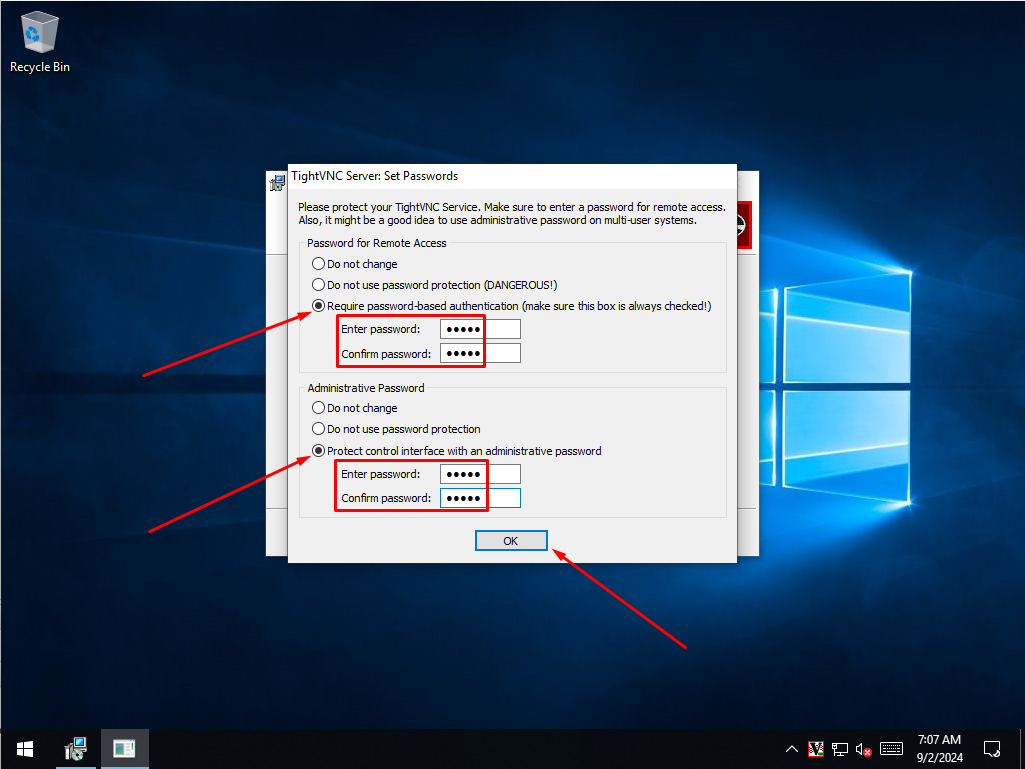 Recycle Bin
TightVNC Server: Set Passwords
Please protect your TightVNC Service. Make sure to enter a password for remote access.
Also, it might be a good idea to use administrative password on multi-user systems.
Password for Remote Access
Do not change
Do not use password protection (DANGEROUS!)
Require password-based authentication (make sure this box is always checked!)
Enter password: ●●●●●
Confirm password: ●●●●●
Administrative Password
Do not change
Do not use password protection
Protect control interface with an administrative password
Enter password: ●●●●●
Confirm password: ●●●●●
OK
7:07 AM
9/2/2024